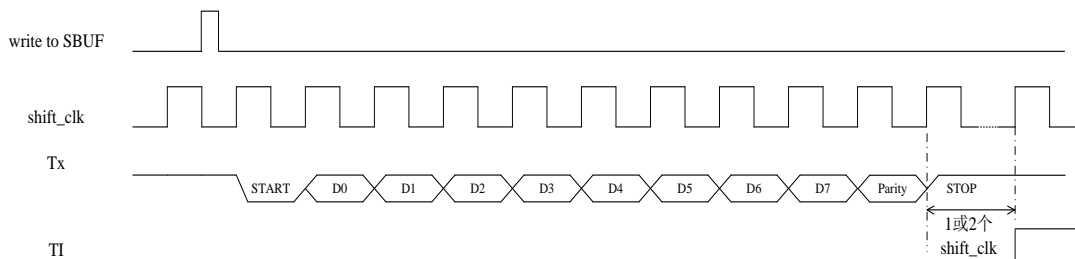 write to SBUF
shift_clk
Tx
START D0 D1 D2 D3 D4 D5 D6 D7 Parity STOP
1或2个
shift_clk
TI